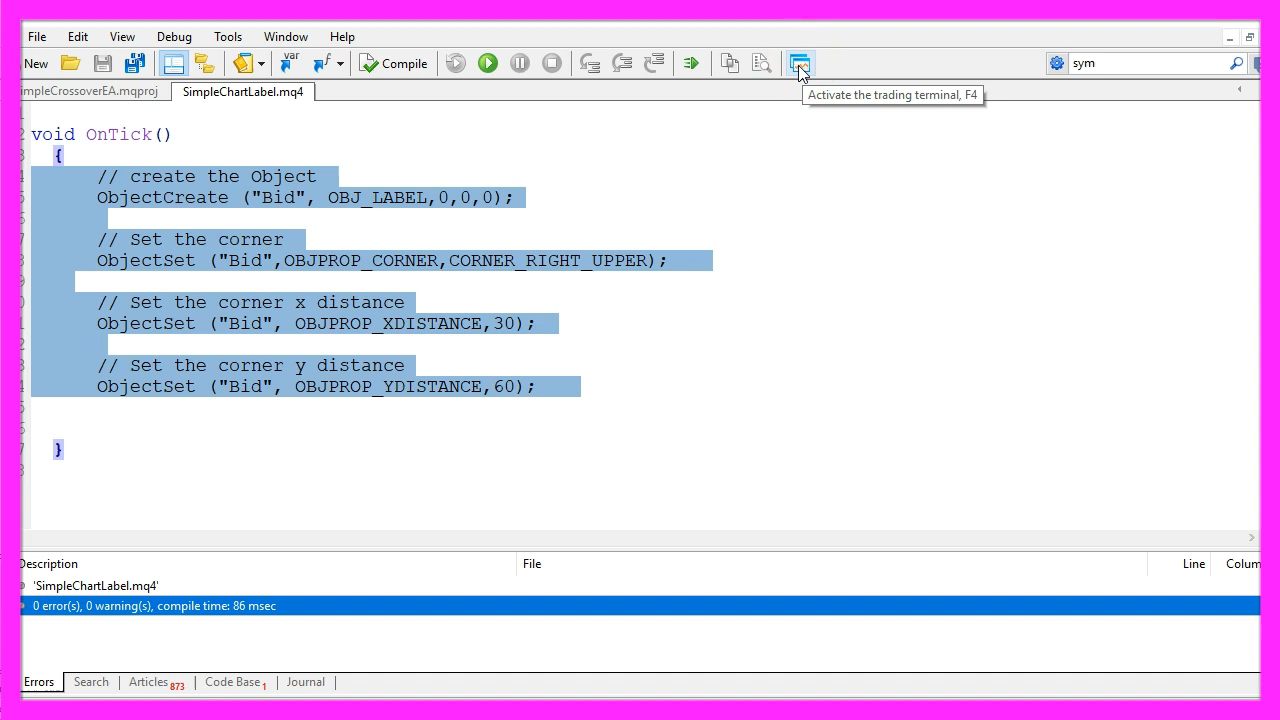 File Edit View Debug Tools Window Help
New Compile sym
impleCrossoverEA.mqproj SimpleChartLabel.mq4
Activate the trading terminal, F4
void OnTick()
{
// create the Object
ObjectCreate ("Bid", OBJ_LABEL,0,0,0);
// Set the corner
ObjectSet ("Bid",OBJPROP_CORNER,CORNER_RIGHT_UPPER);
// Set the corner x distance
ObjectSet ("Bid", OBJPROP_XDISTANCE,30);
// Set the corner y distance
ObjectSet ("Bid", OBJPROP_YDISTANCE,60);
}
Description File Line Colum
'SimpleChartLabel.mq4'
0 error(s), 0 warning(s), compile time: 86 msec
Errors Search Articles 873 Code Base 1 Journal